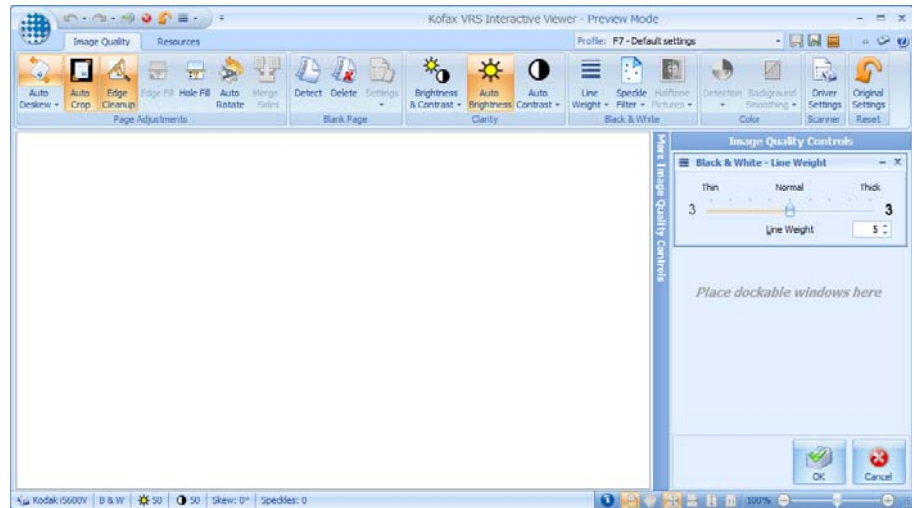 Kofax VRS Interactive Viewer - Preview Mode
Image Quality Resources
Profile: F7 - Default settings
Auto Deskew Auto Crop Edge Cleanup Edge Fill Hole Fill Auto Rotate Merge Sides
Detect Delete Settings
Brightness & Contrast Auto Brightness Auto Contrast
Line Weight Speckle Filter Halftone Pictures
Detection Background Smoothing
Driver Settings
Original Settings
Page Adjustments Blank Page Clarity Black & White Color Scanner Reset
More Image Quality Controls
Image Quality Controls
Black & White - Line Weight
Thin Normal Thick
3 3
Line Weight 5
Place dockable windows here
OK Cancel
Kodak i5600V B & W 50 50 Skew: 0° Speckles: 0 100%